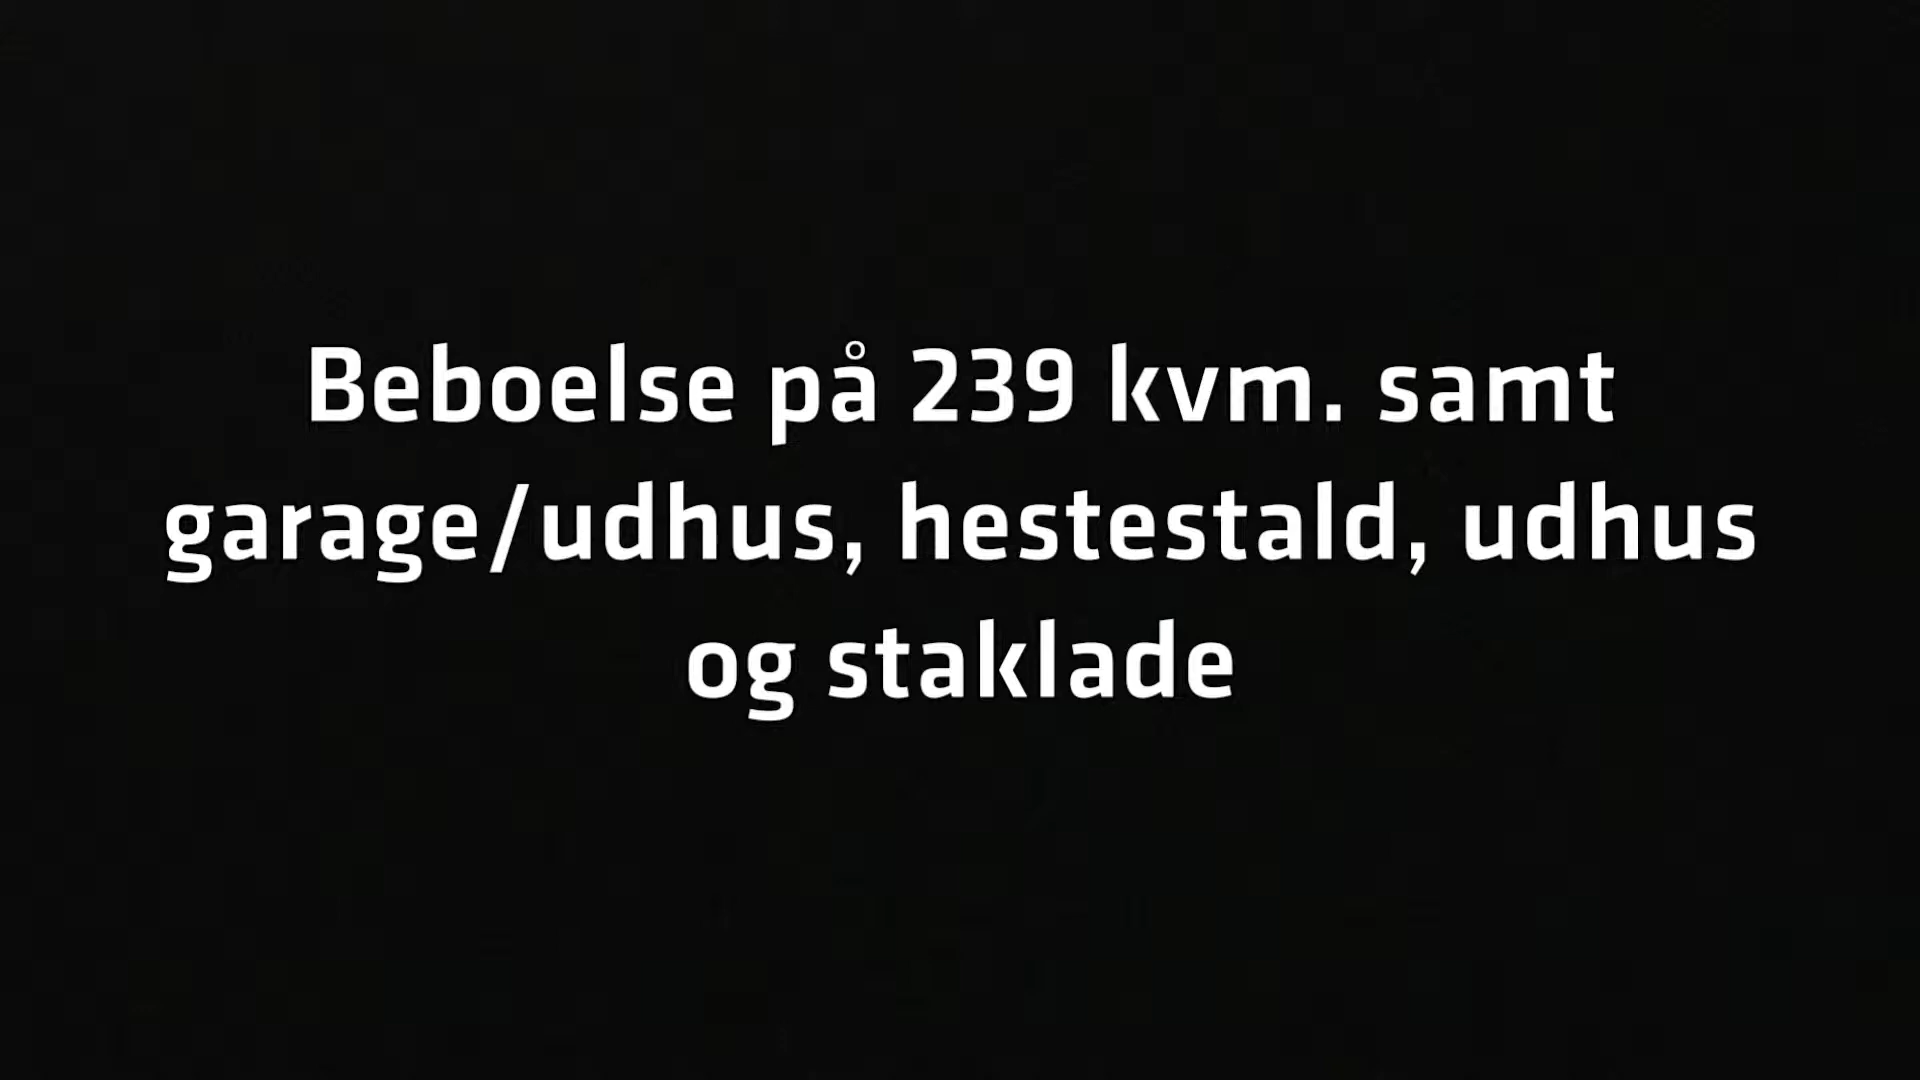 Beboelse på 239 kvm. samt
garage/udhus, hestestald, udhus
og staklade